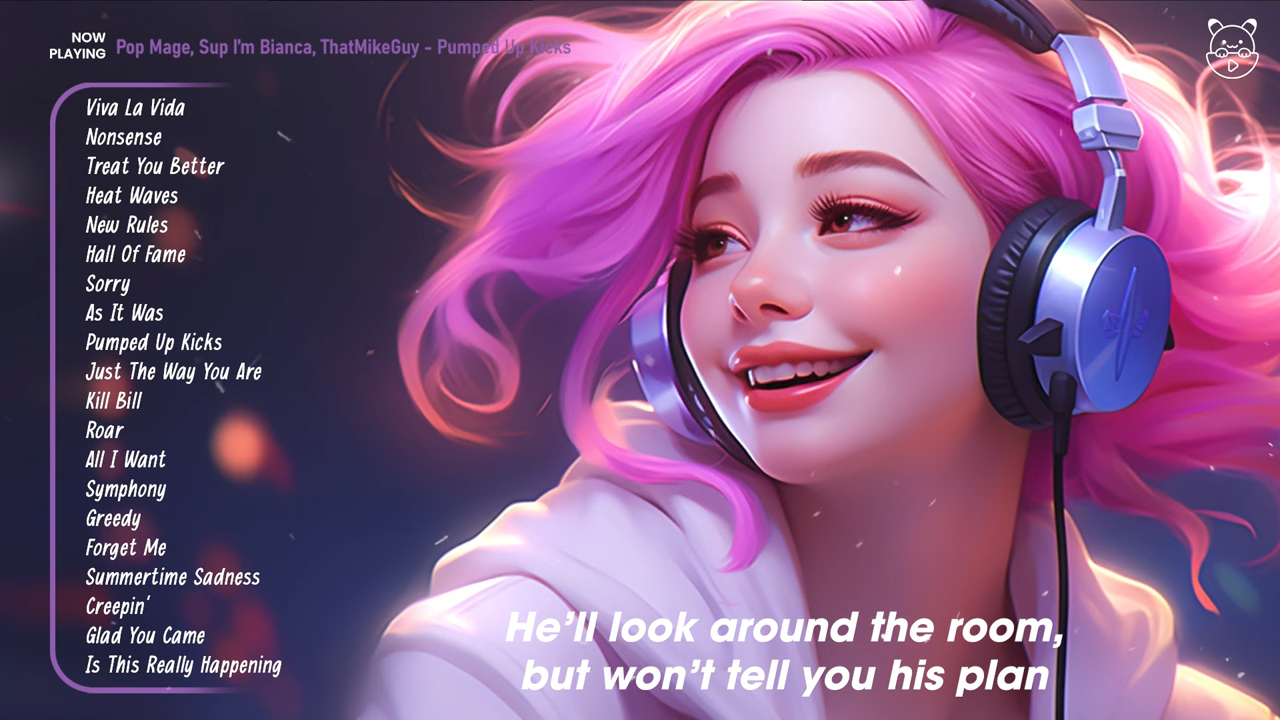 NOW
PLAYING
Pop Mage, Sup I'm Bianca, ThatMikeGuy - Pumped Up Kicks
Viva La Vida
Nonsense
Treat You Better
Heat Waves
New Rules
Hall Of Fame
Sorry
As It Was
Pumped Up Kicks
Just The Way You Are
Kill Bill
Roar
All I Want
Symphony
Greedy
Forget Me
Summertime Sadness
Creepin'
Glad You Came
Is This Really Happening
He'll look around the room,
but won't tell you his plan